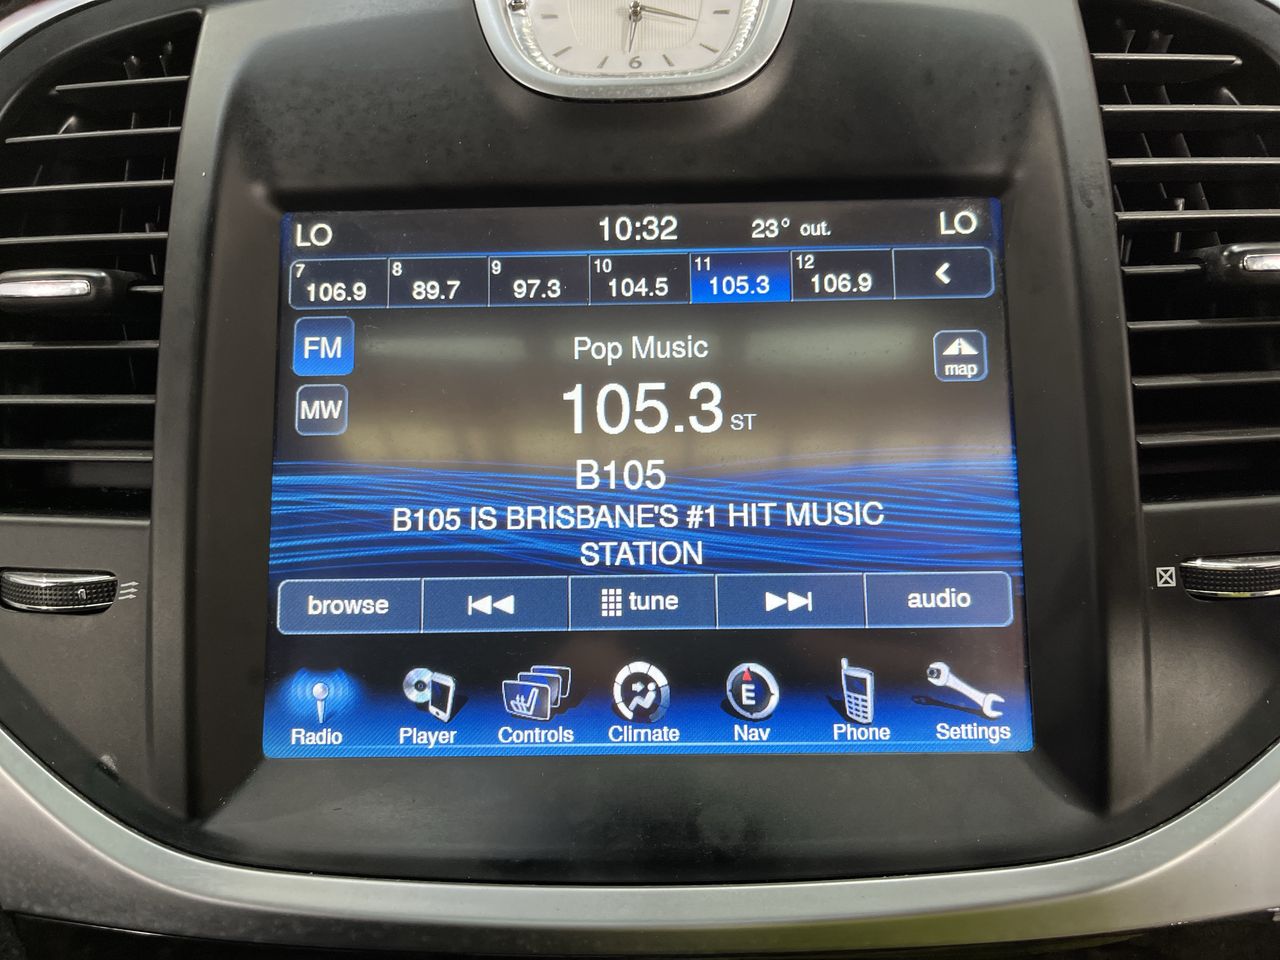 6
LO 10:32 23° out. LO
7 106.9 8 89.7 9 97.3 10 104.5 11 105.3 12 106.9
FM Pop Music map
MW 105.3 ST
B105
B105 IS BRISBANE'S #1 HIT MUSIC
STATION
browse tune audio
E
Radio Player Controls Climate Nav Phone Settings